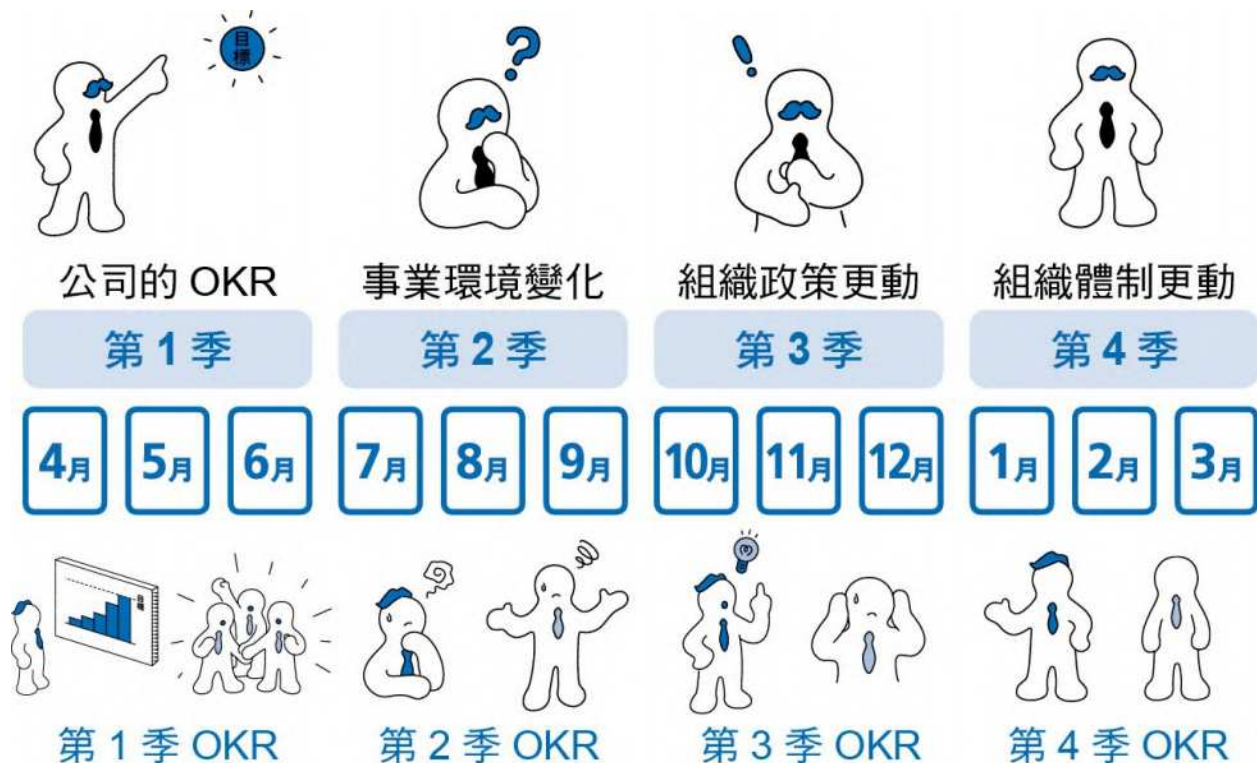 目標
公司的 OKR
事業環境變化
組織政策更動
組織體制更動
第 1 季
第 2 季
第 3 季
第 4 季
4月
5月
6月
7月
8月
9月
10月
11月
12月
1月
2月
3月
目標
第 1 季 OKR
第 2 季 OKR
第 3 季 OKR
第 4 季 OKR